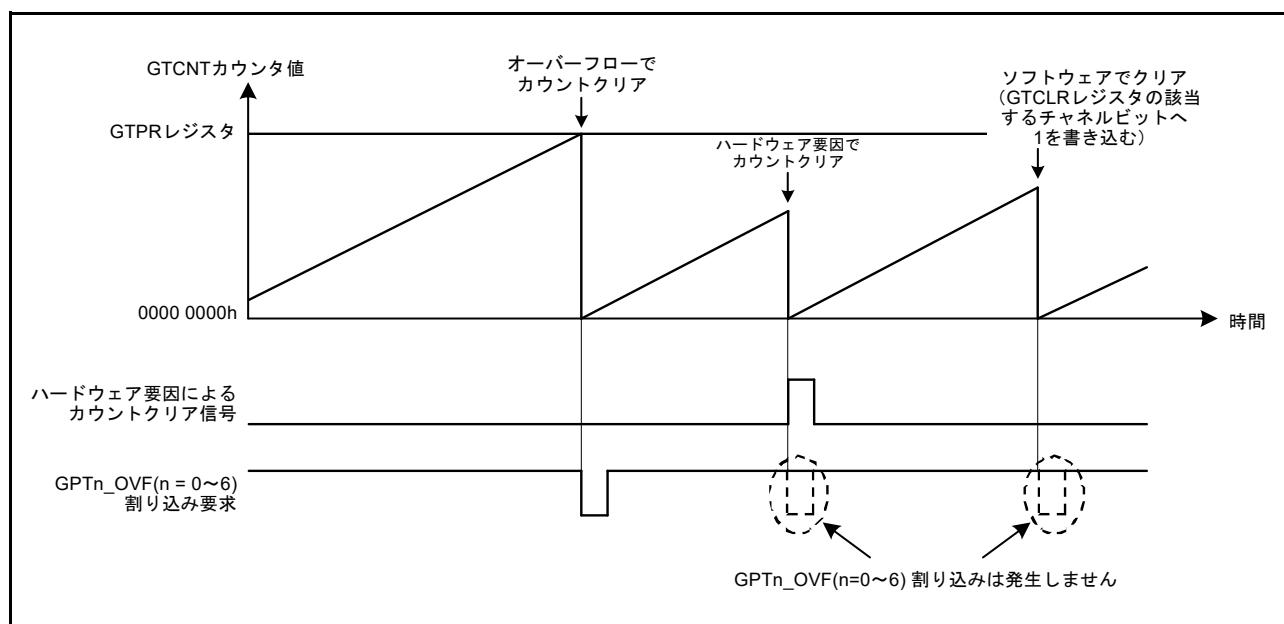 GTCNTカウンタ値
オーバーフローで
カウントクリア
ソフトウェアでクリア
（GTCLRレジスタの該当
するチャネルビットへ
1を書き込む）
GTPRレジスタ
ハードウェア要因で
カウントクリア
0000 0000h
時間
ハードウェア要因による
カウントクリア信号
GPTn_OVF(n = 0～6)
割り込み要求
GPTn_OVF(n=0～6) 割り込みは発生しません